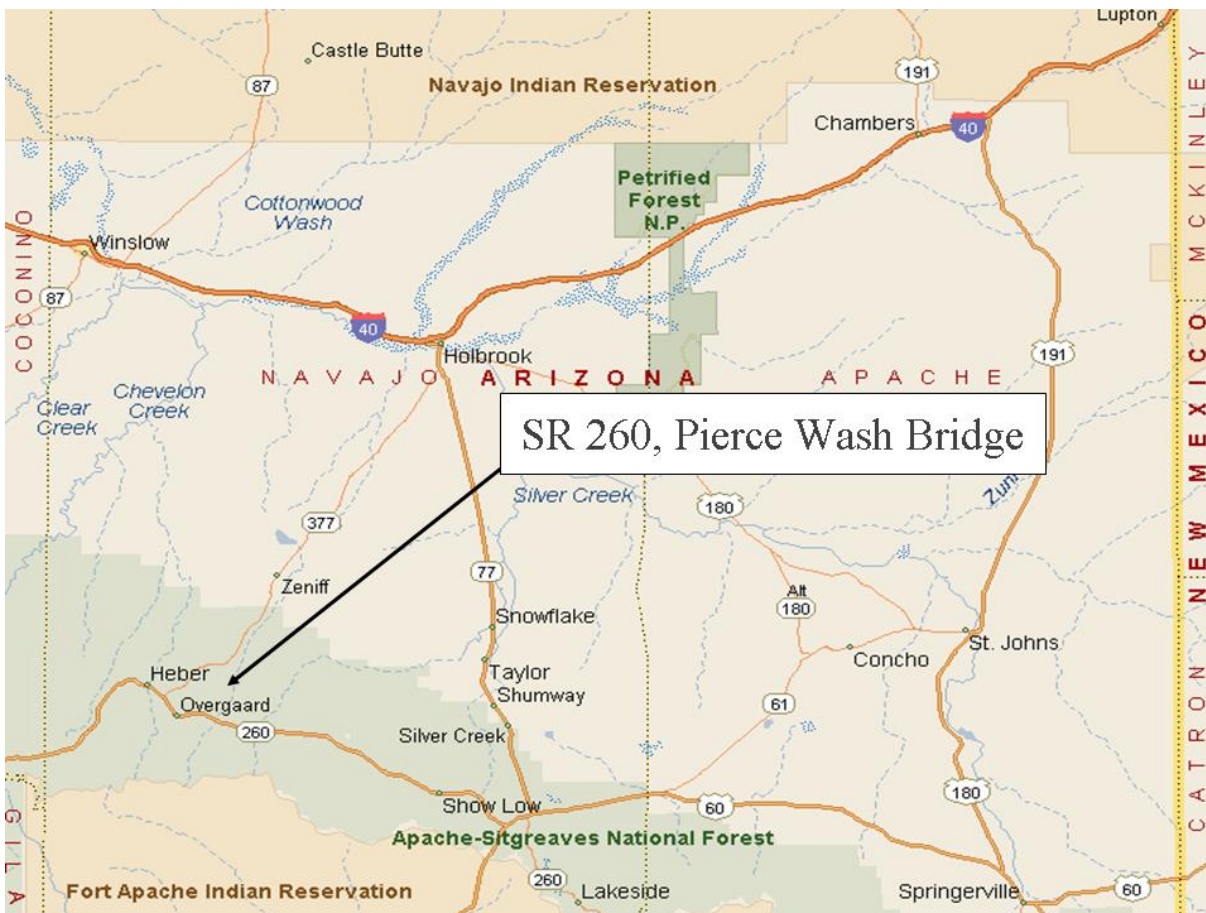 Lupton
Castle Butte
87
Navajo Indian Reservation
191
Chambers
40
MCKINLEY
Petrified
Forest
N.P.
Cottonwood
Wash
COCONINO
Winslow
87
40
Holbrook
191
NAVAJO
ARIZONA
APACHE
NEW MEXICO
Chevelon
Creek
Clear
Creek
SR 260, Pierce Wash Bridge
Silver Creek
180
377
Zeniff
77
Snowflake
Alt
180
St. Johns
Concho
Heber
Taylor
Shumway
Overgaard
61
260
Silver Creek
CATRON
180
Show Low
60
Apache-Sitgreaves National Forest
GILA
Fort Apache Indian Reservation
260
Lakeside
Springerville
60